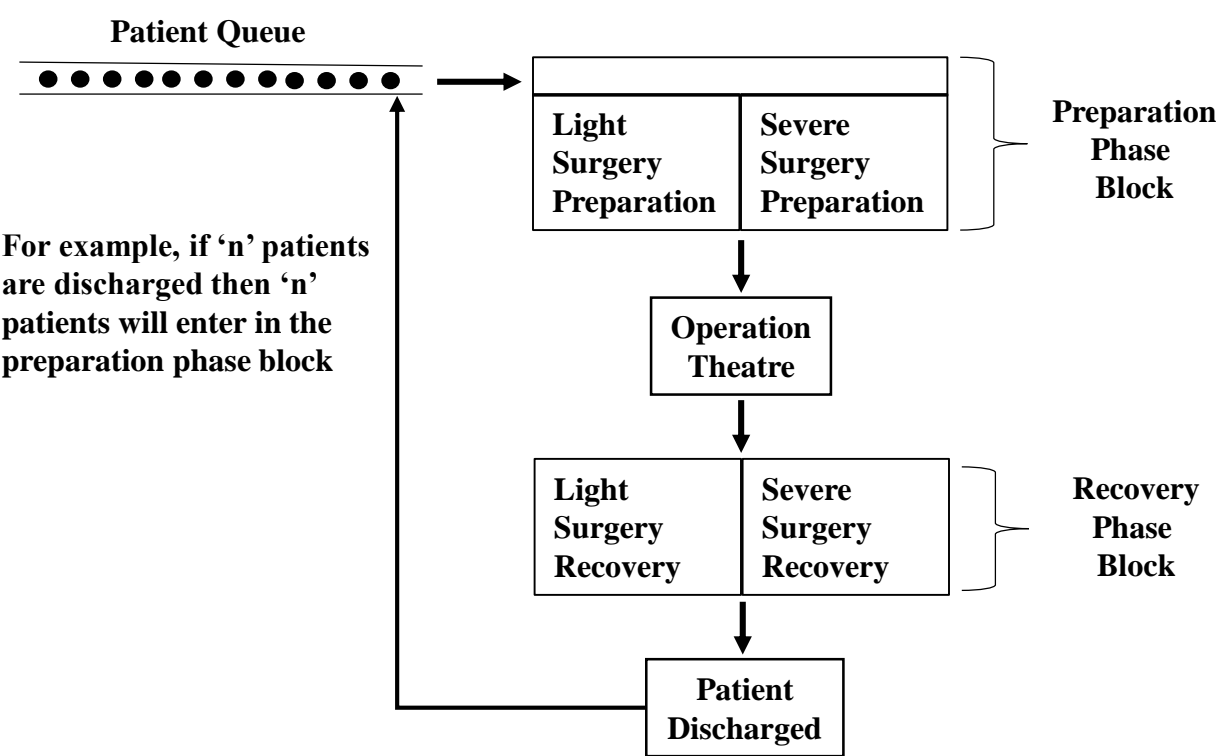 Patient Queue
Light
Surgery
Preparation
Severe
Surgery
Preparation
Preparation
Phase
Block
For example, if ‘n’ patients
are discharged then ‘n’
patients will enter in the
preparation phase block
Operation
Theatre
Light
Surgery
Recovery
Severe
Surgery
Recovery
Recovery
Phase
Block
Patient
Discharged